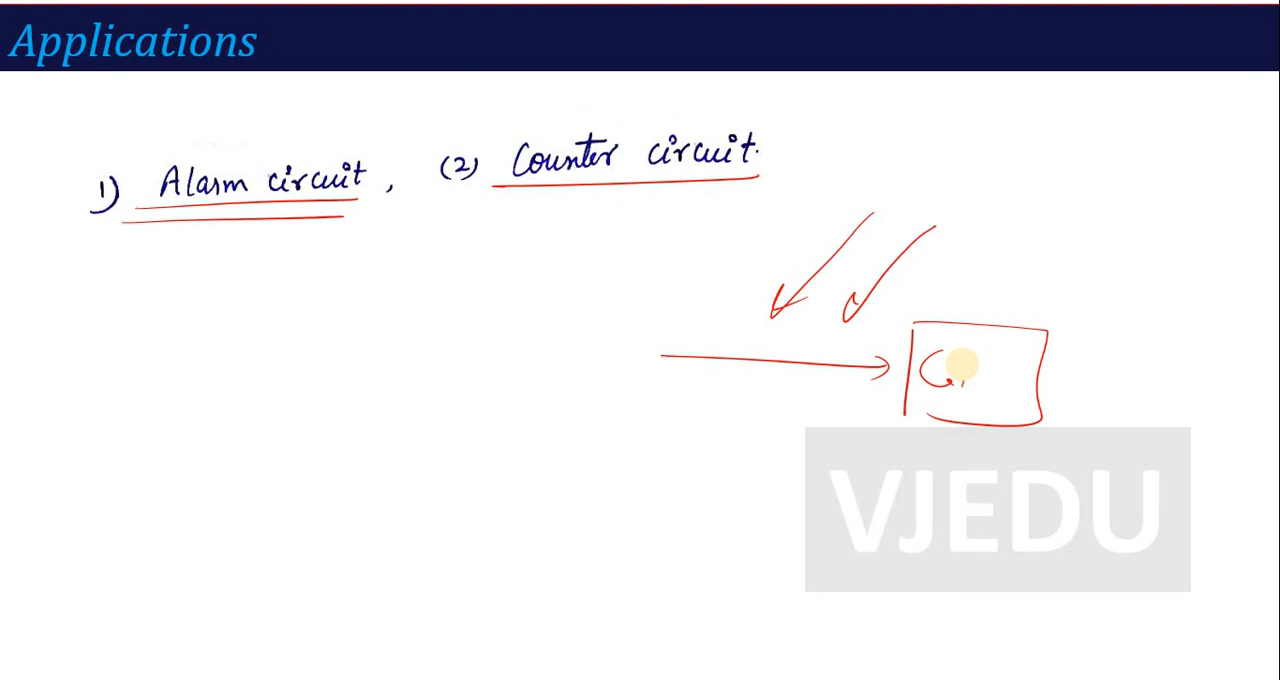 Applications
1) Alarm circuit, (2) Counter circuit.
VJEDU